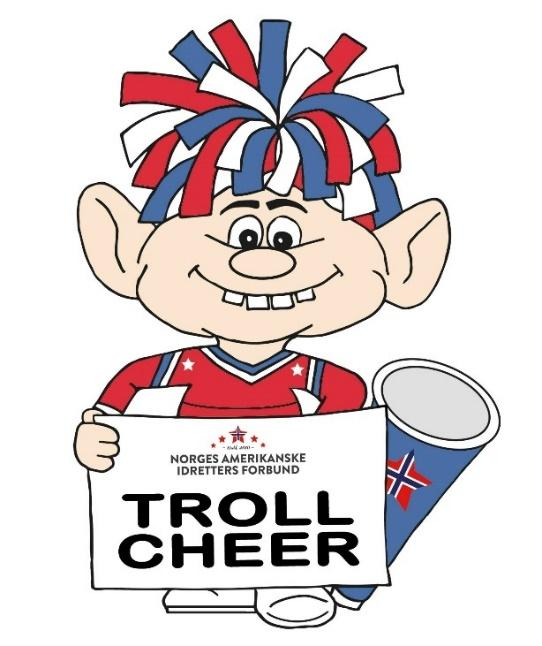 NORGES AMERIKANSKE
IDRETTERS FORBUND
TROLL
CHEER